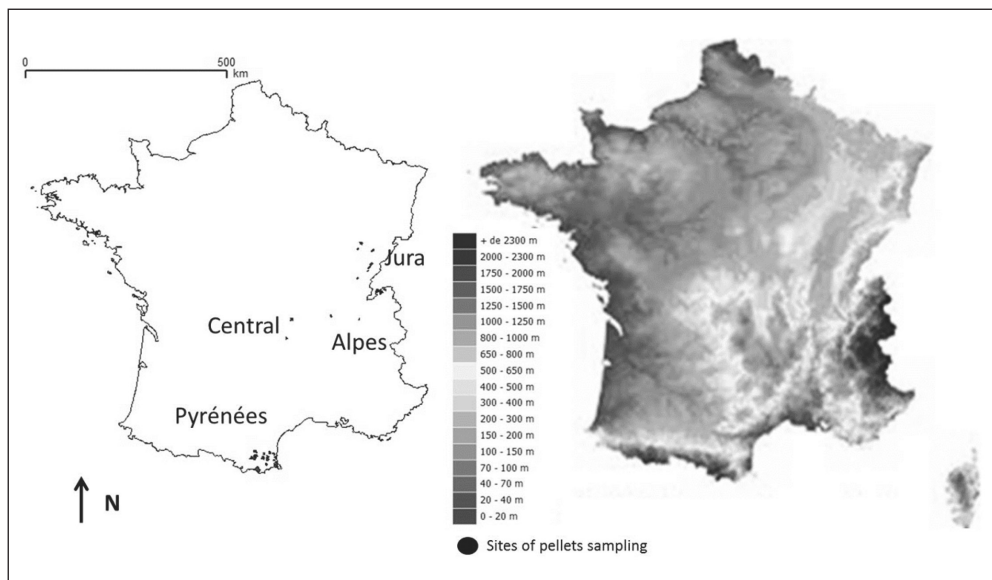 0 500
km
Jura
Central
Alpes
Pyrénées
N
+ de 2300 m
2000 - 2300 m
1750 - 2000 m
1500 - 1750 m
1250 - 1500 m
1000 - 1250 m
800 - 1000 m
650 - 800 m
500 - 650 m
400 - 500 m
300 - 400 m
200 - 300 m
150 - 200 m
100 - 150 m
70 - 100 m
40 - 70 m
20 - 40 m
0 - 20 m
Sites of pellets sampling